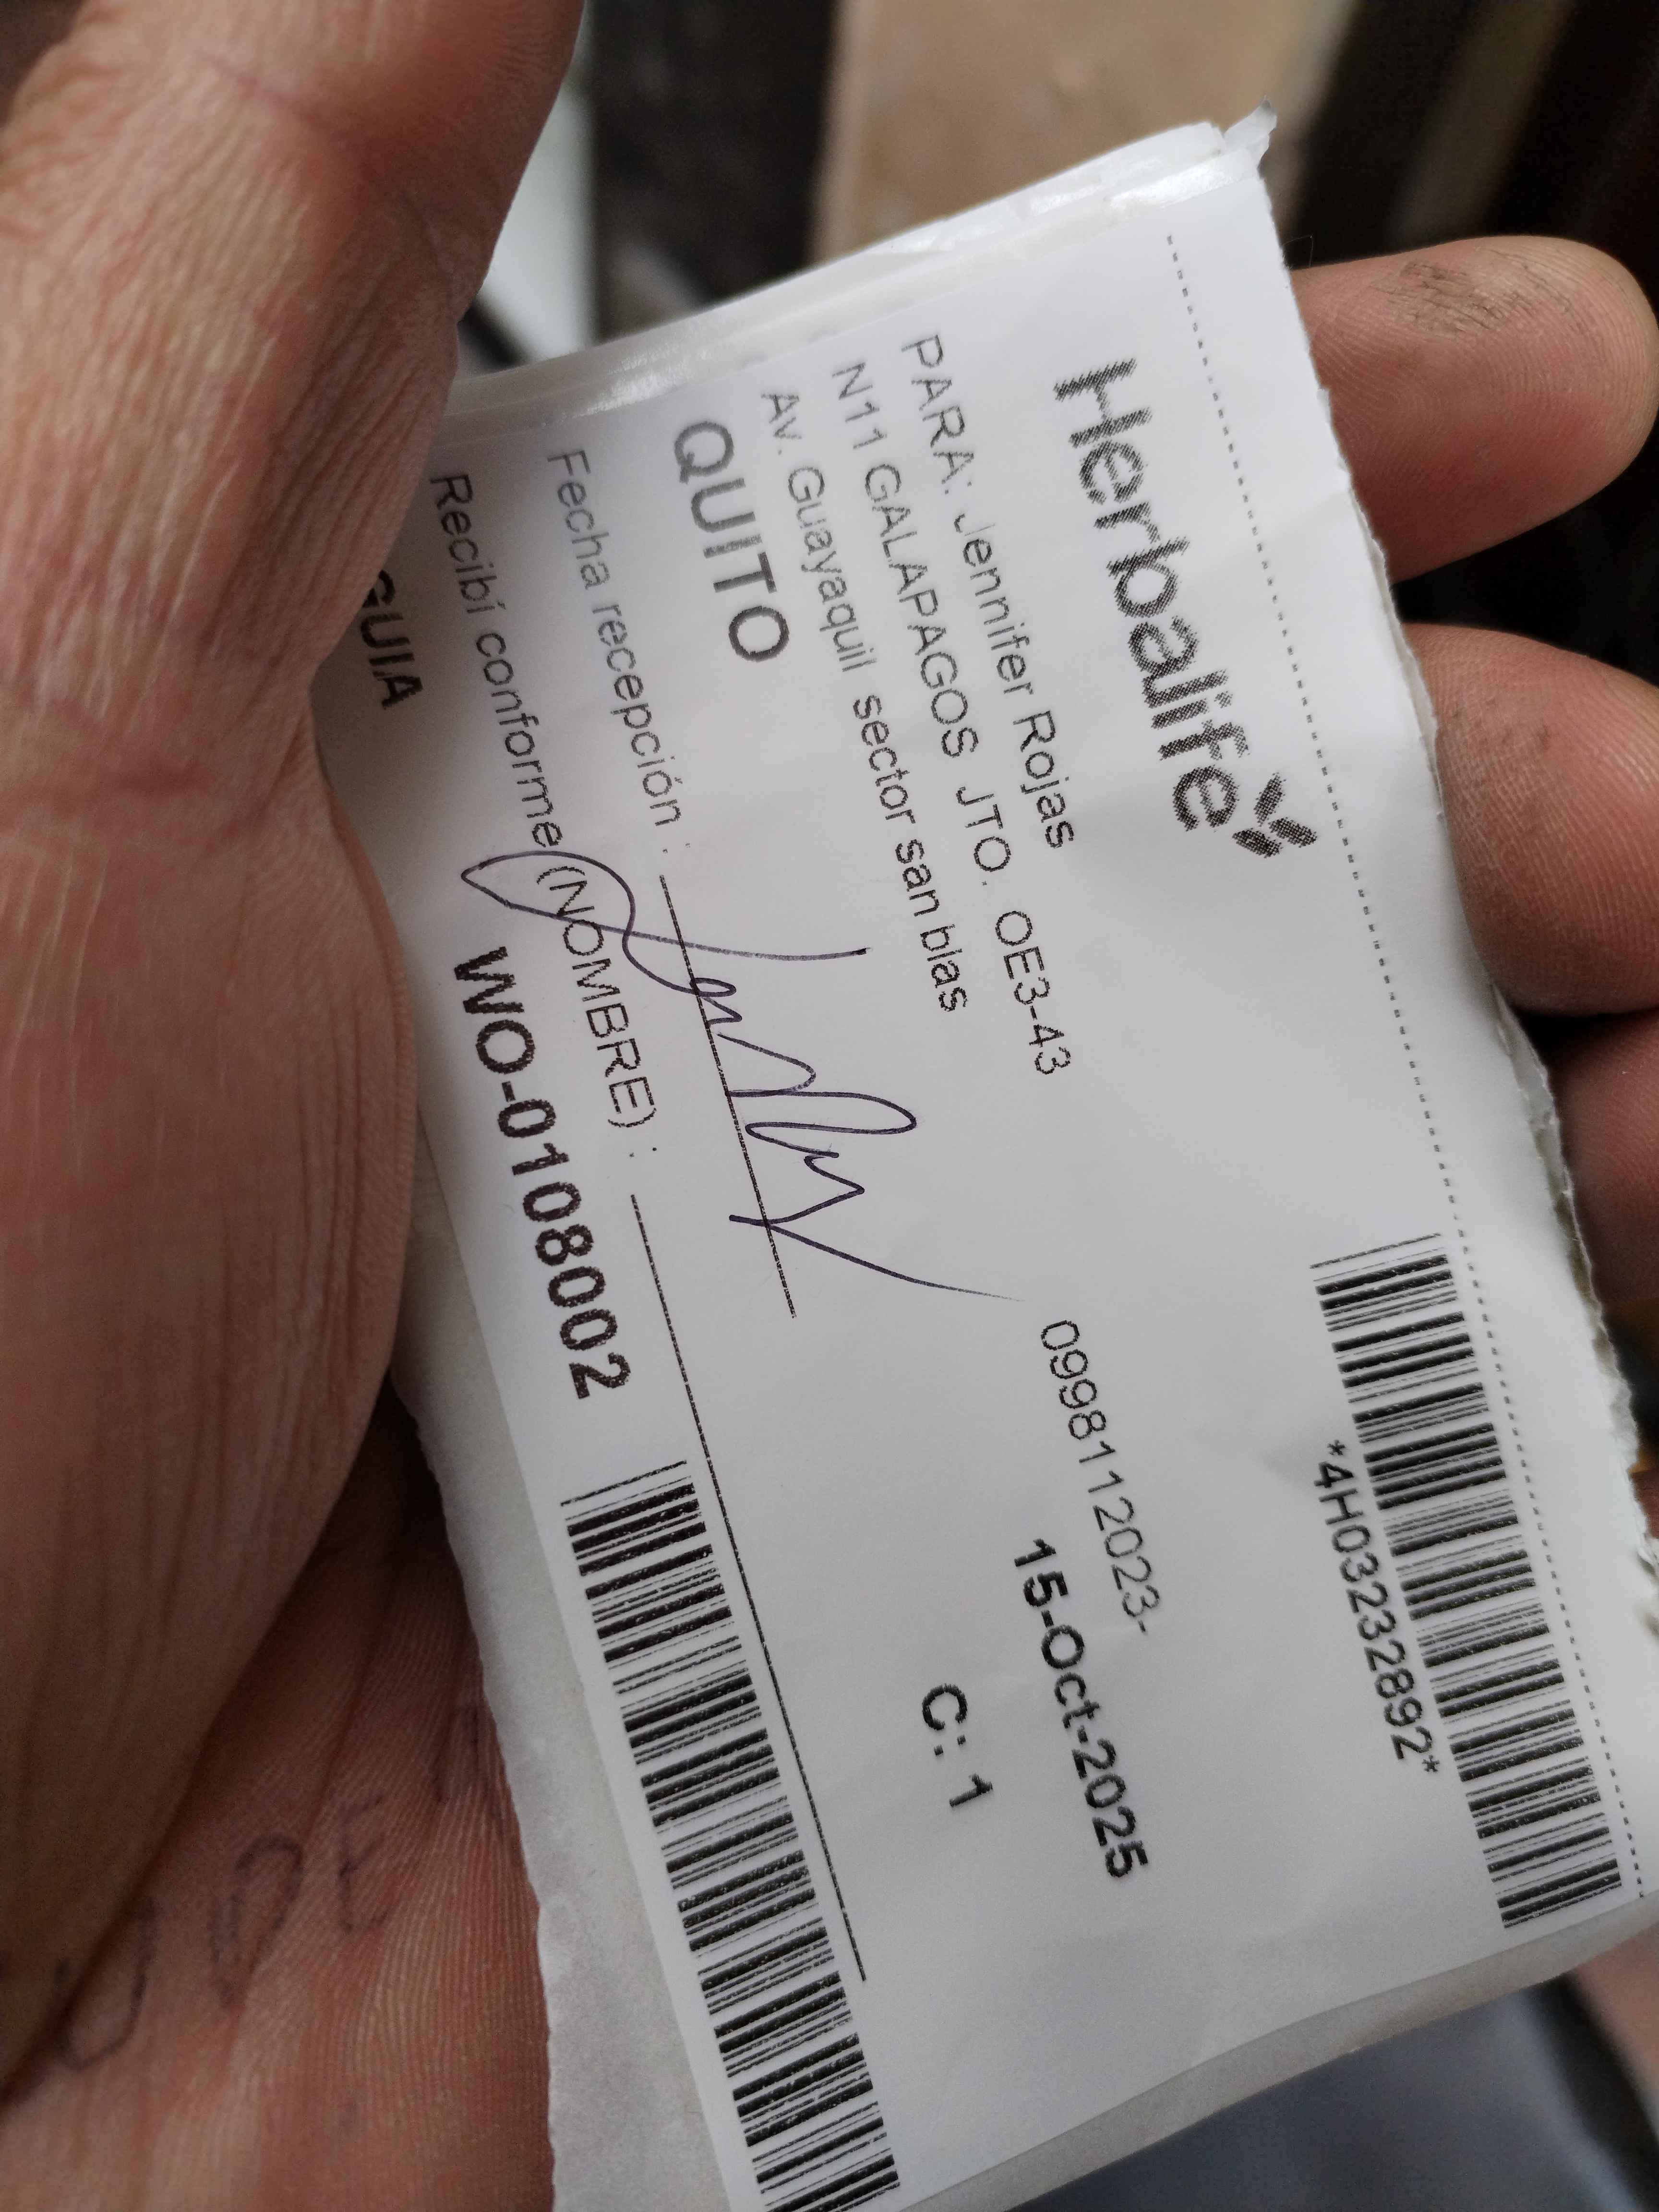 Herbalife
*4H03232892*
PARA: Jennifer Rojas
0998112023-
N11 GALAPAGOS JTO. OE3-43
15-Oct-2025
Av. Guayaquil sector san blas
QUITO
C: 1
Fecha recepción :
Recibí conforme (NOMBRE) :
GUIA WO-0108002